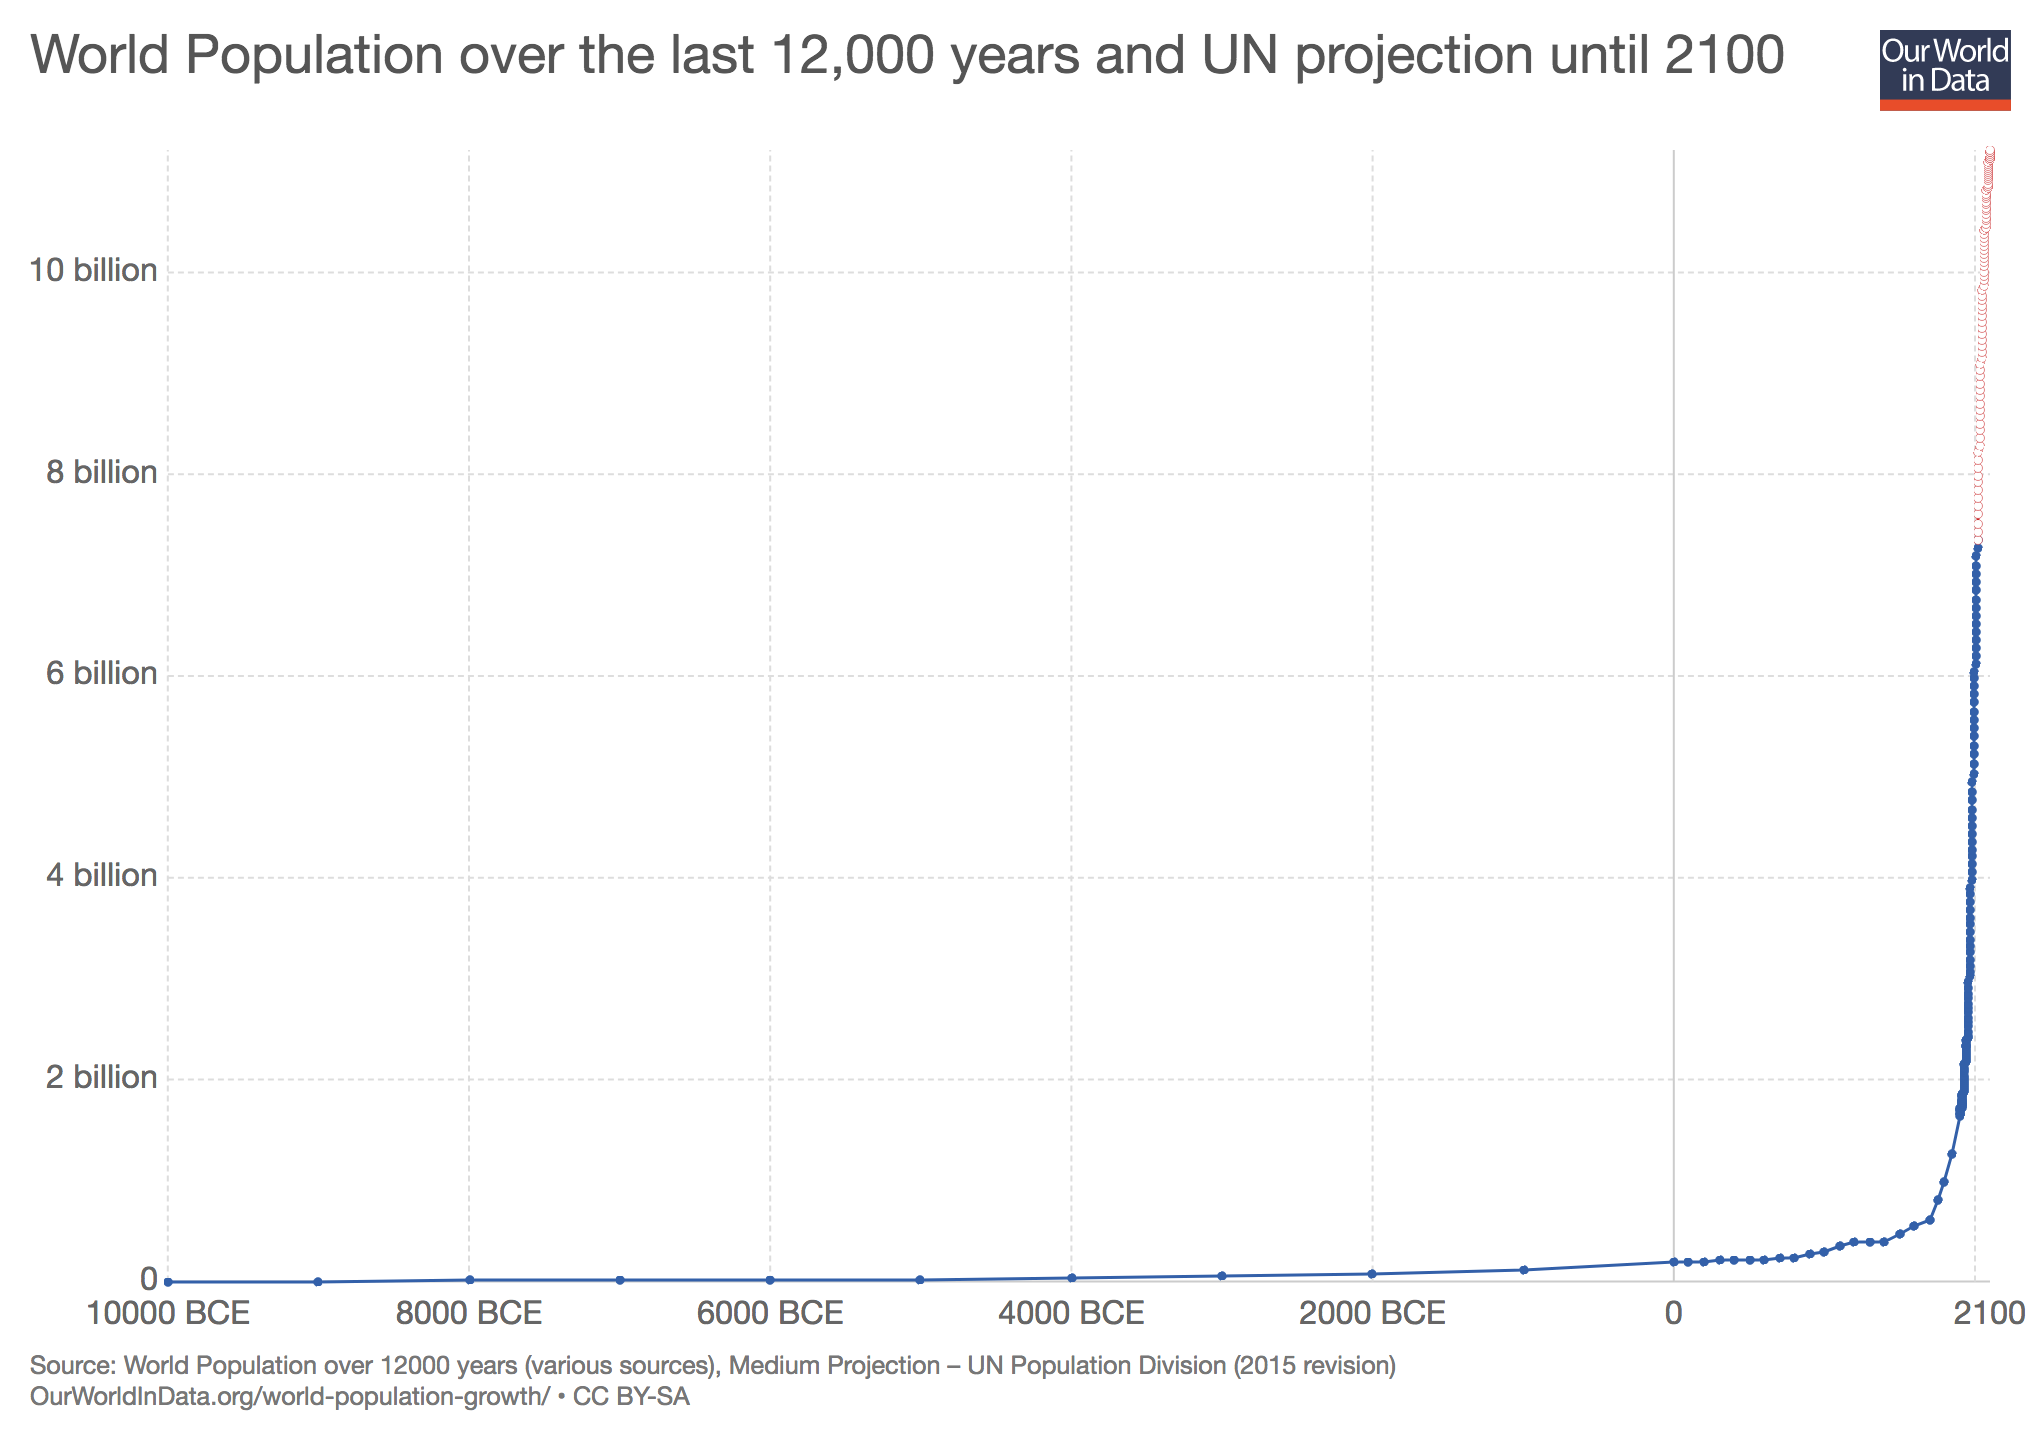 World Population over the last 12,000 years and UN projection until 2100
Our World
in Data
10 billion
8 billion
6 billion
4 billion
2 billion
0
10000 BCE
8000 BCE
6000 BCE
4000 BCE
2000 BCE
0
2100
Source: World Population over 12000 years (various sources), Medium Projection – UN Population Division (2015 revision)
OurWorldInData.org/world-population-growth/ • CC BY-SA